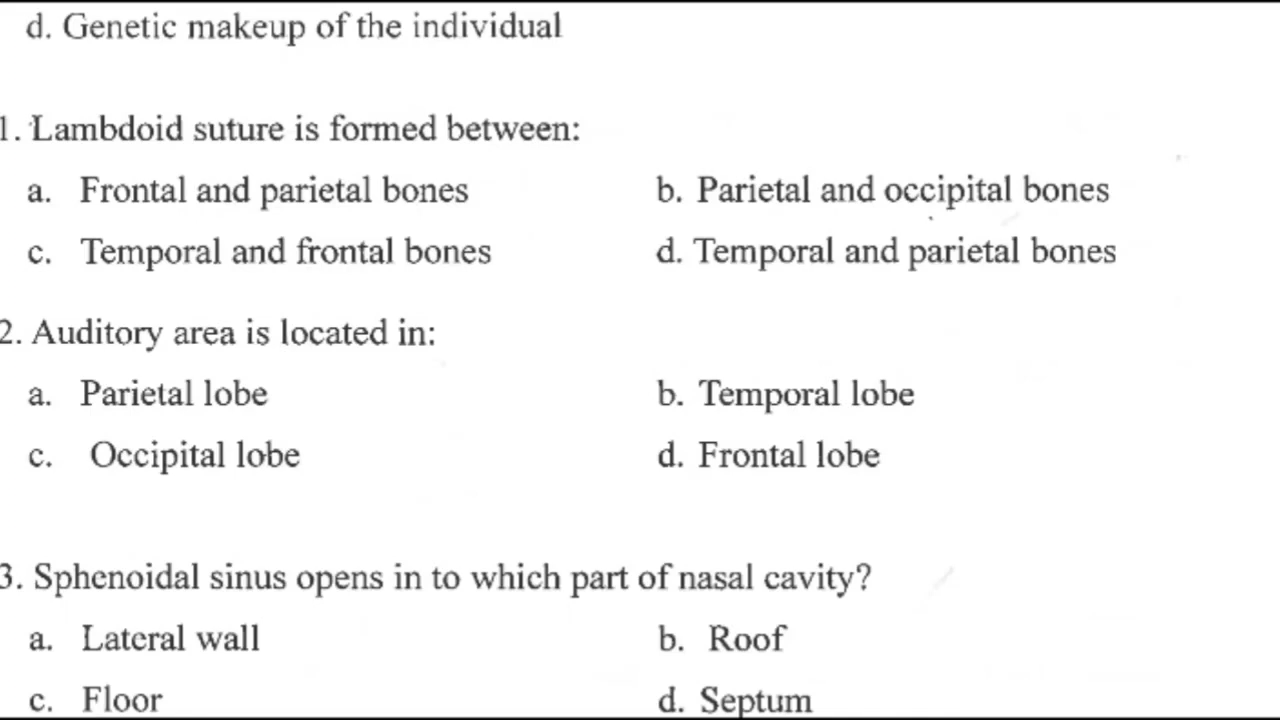 d. Genetic makeup of the individual
1. Lambdoid suture is formed between:
a. Frontal and parietal bones b. Parietal and occipital bones
c. Temporal and frontal bones d. Temporal and parietal bones
2. Auditory area is located in:
a. Parietal lobe b. Temporal lobe
c. Occipital lobe d. Frontal lobe
3. Sphenoidal sinus opens in to which part of nasal cavity?
a. Lateral wall b. Roof
c. Floor d. Septum